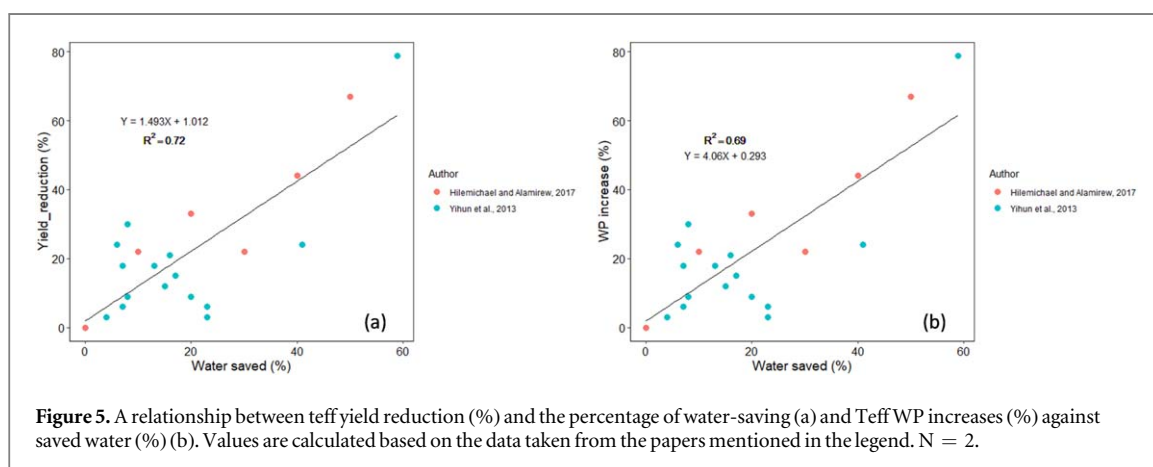 80
60
40
20
0
Yield_reduction (%)
Y = 1.493X + 1.012
R² = 0.72
(a)
0 20 40 60
Water saved (%)
Author
Hilemichael and Alamirew, 2017
Yihun et al., 2013
80
60
40
20
0
WP increase (%)
R² = 0.69
Y = 4.06X + 0.293
(b)
0 20 40 60
Water saved (%)
Author
Hilemichael and Alamirew, 2017
Yihun et al., 2013
Figure 5. A relationship between teff yield reduction (%) and the percentage of water-saving (a) and Teff WP increases (%) against
saved water (%) (b). Values are calculated based on the data taken from the papers mentioned in the legend. N = 2.